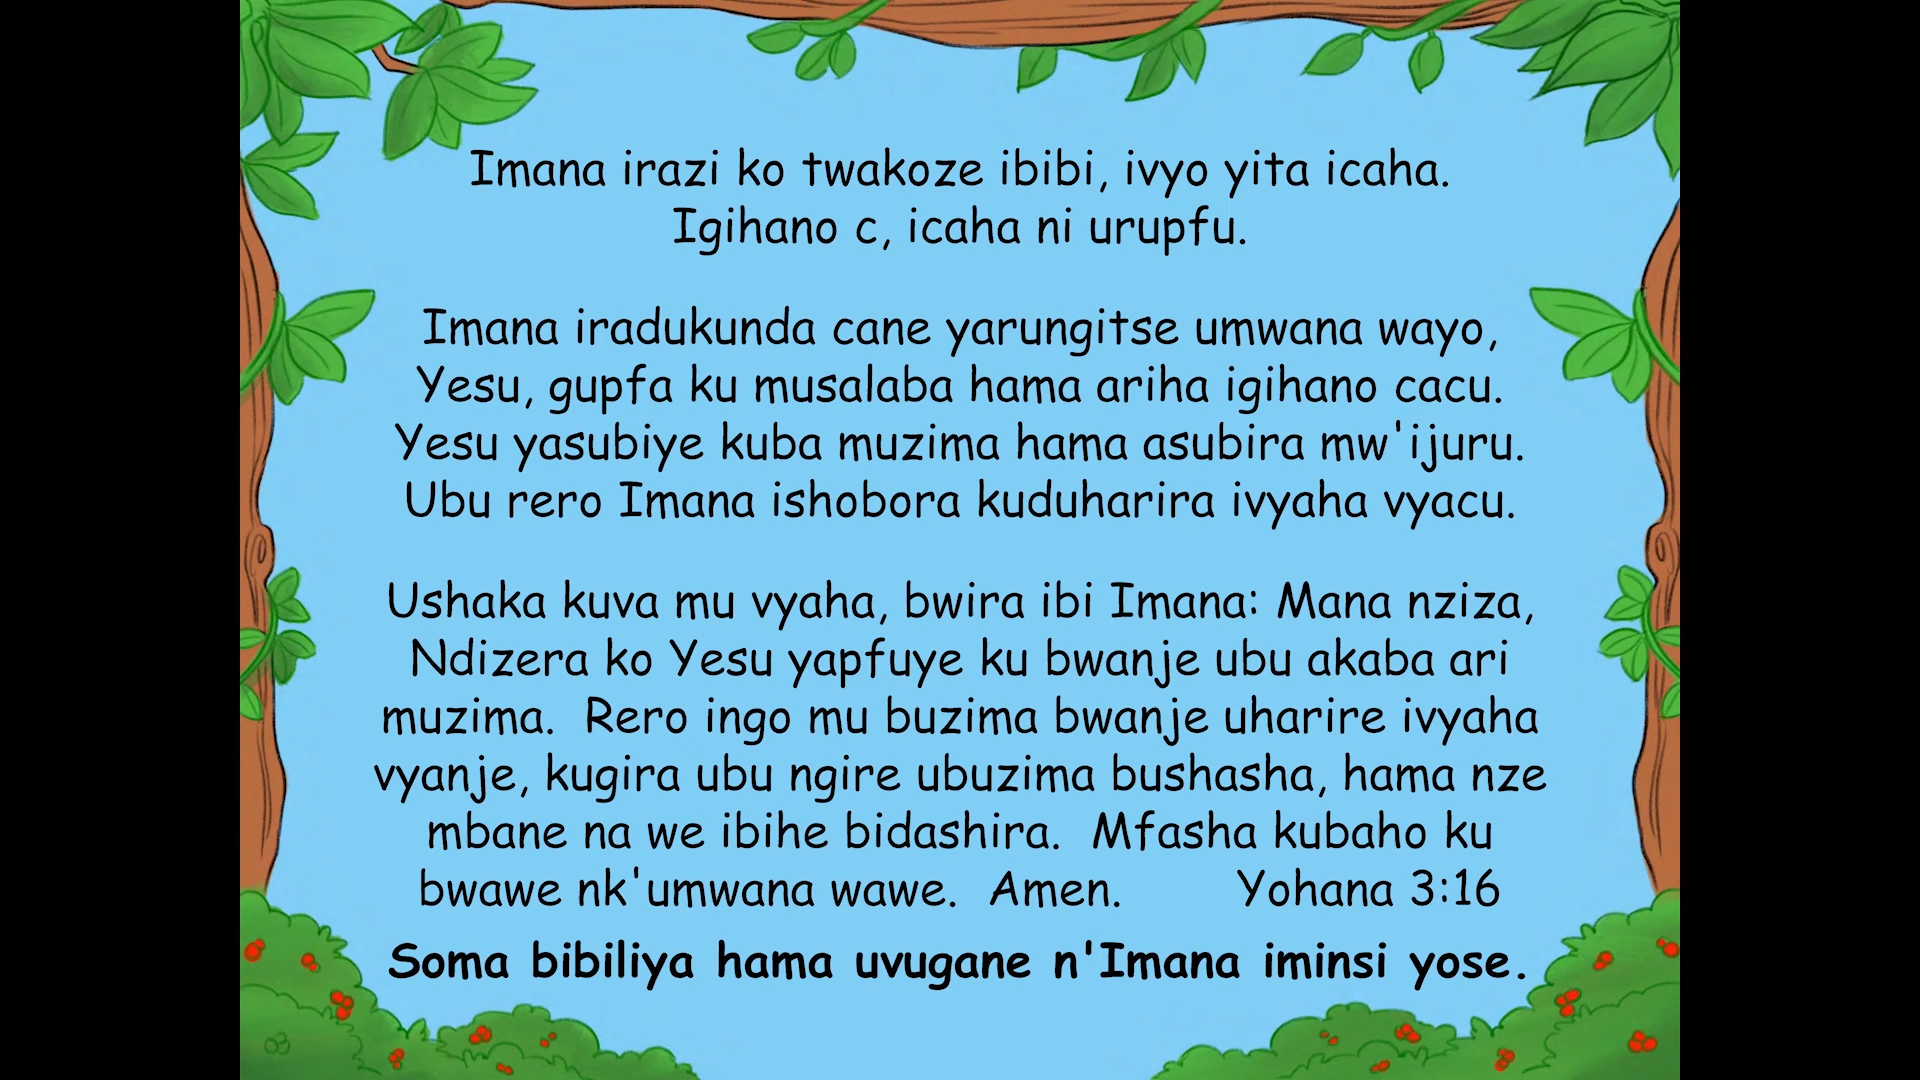 Imana irazi ko twakoze ibibi, ivyo yita icaha.
Igihano c, icaha ni urupfu.
Imana iradukunda cane yarungitse umwana wayo,
Yesu, gupfa ku musalaba hama ariha igihano cacu.
Yesu yasubiye kuba muzima hama asubira mw'ijuru.
Ubu rero Imana ishobora kuduharira ivyaha vyacu.
Ushaka kuva mu vyaha, bwira ibi Imana: Mana nziza,
Ndizera ko Yesu yapfuye ku bwanje ubu akaba ari
muzima.  Rero ingo mu buzima bwanje uharire ivyaha
vyanje, kugira ubu ngire ubuzima bushasha, hama nze
mbane na we ibihe bidashira.  Mfasha kubaho ku
bwawe nk'umwana wawe.  Amen.  Yohana 3:16
Soma bibiliya hama uvugane n'Imana iminsi yose.